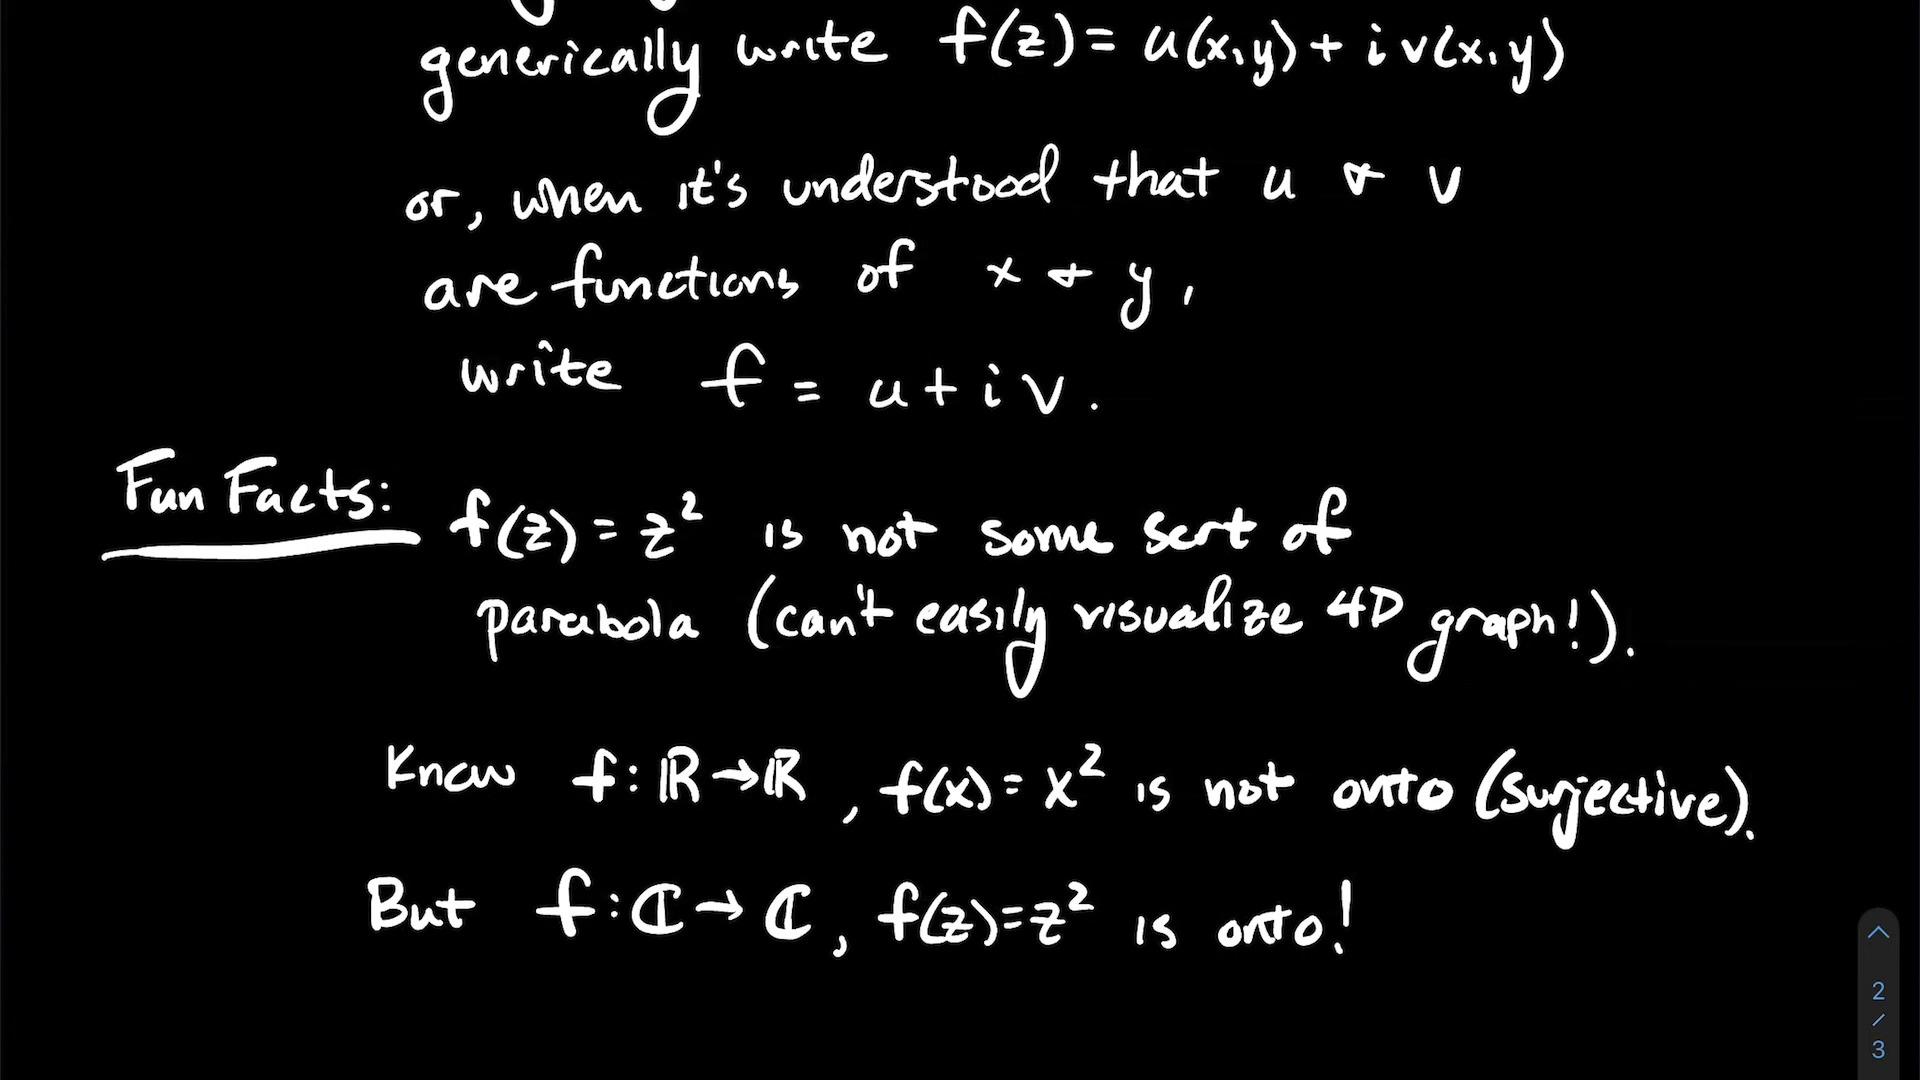 generically write f(z) = u(x,y) + i v(x,y)
or, when it's understood that u & v
are functions of x & y,
write f = u + i v.
Fun Facts: f(z) = z² is not some sort of
parabola (can't easily visualize 4D graph!).
Know f: ℝ→ℝ, f(x) = x² is not onto (surjective).
But f: ℂ→ℂ, f(z)=z² is onto!
2
/
3